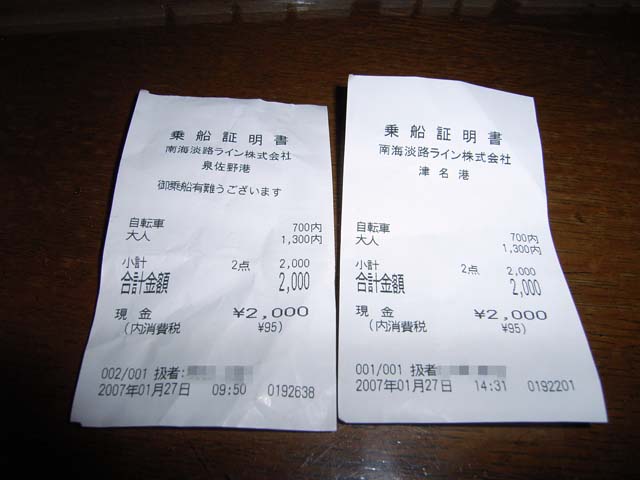 乗船証明書
南海淡路ライン株式会社
泉佐野港
御乗船有難うございます
自転車 700内
大人 1,300内
小計 2点 2,000
合計金額 2,000
現金 ¥2,000
(内消費税 ¥95)
002/001 扱者:
2007年01月27日 09:50 0192638
乗船証明書
南海淡路ライン株式会社
津名港
自転車 700内
大人 1,300内
小計 2点 2,000
合計金額 2,000
現金 ¥2,000
(内消費税 ¥95)
001/001 扱者:
2007年01月27日 14:31 0192201